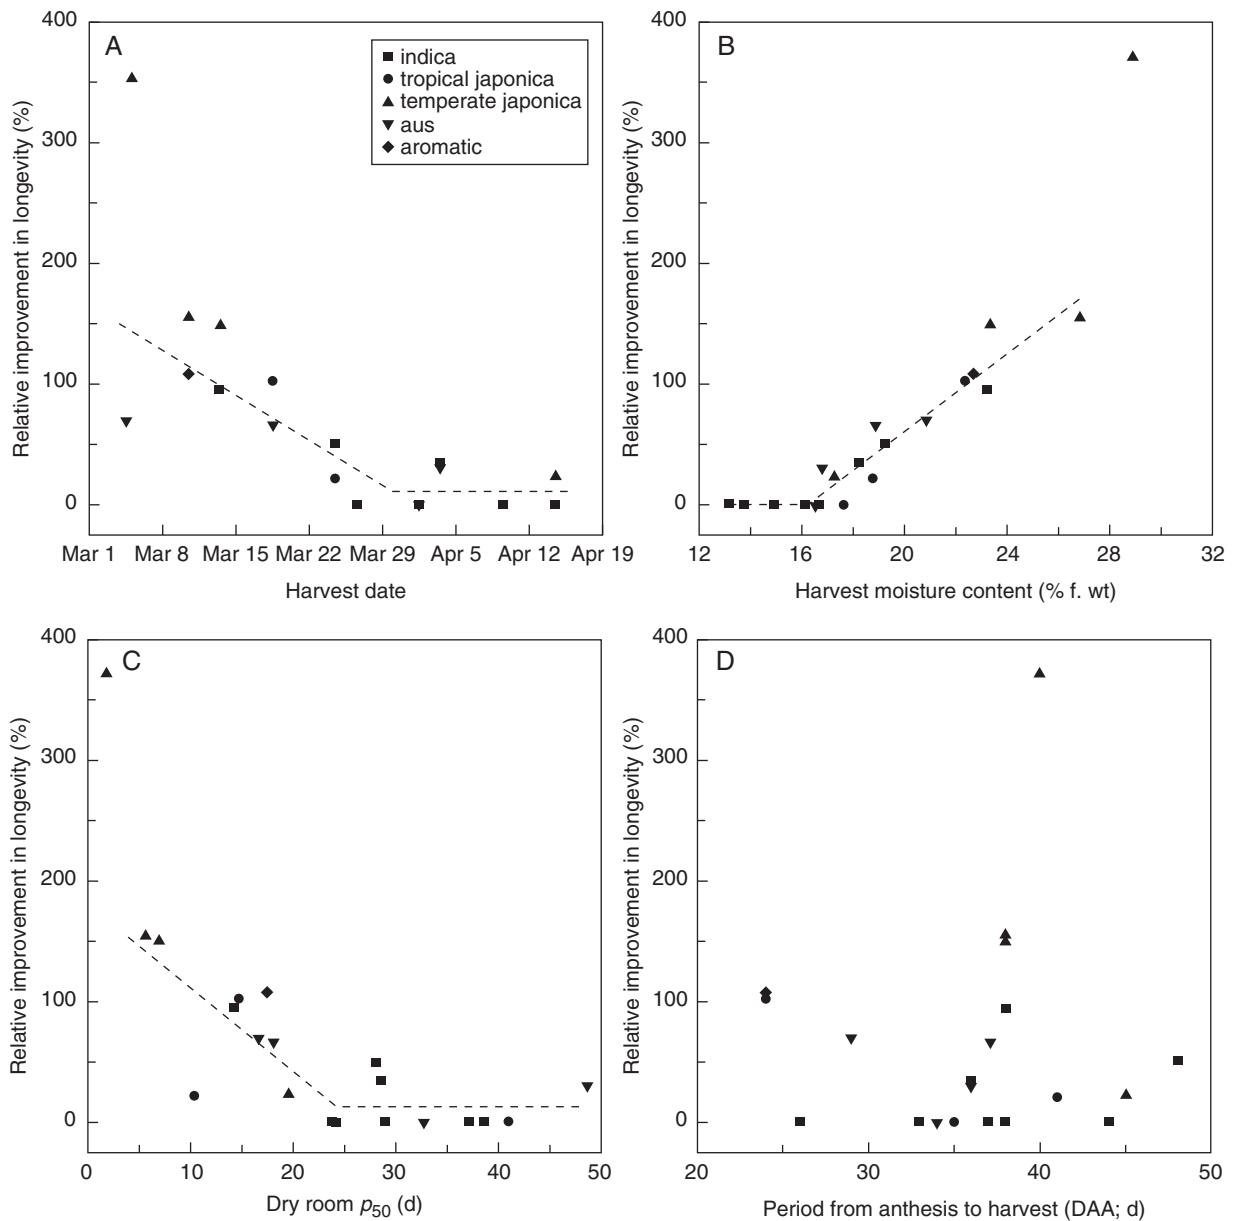 A
indica
tropical japonica
temperate japonica
aus
aromatic
400
300
200
100
0
Relative improvement in longevity (%)
Mar 1 Mar 8 Mar 15 Mar 22 Mar 29 Apr 5 Apr 12 Apr 19
Harvest date
B
400
300
200
100
0
Relative improvement in longevity (%)
12 16 20 24 28 32
Harvest moisture content (% f. wt)
C
400
300
200
100
0
Relative improvement in longevity (%)
0 10 20 30 40 50
Dry room p50 (d)
D
400
300
200
100
0
Relative improvement in longevity (%)
20 30 40 50
Period from anthesis to harvest (DAA; d)